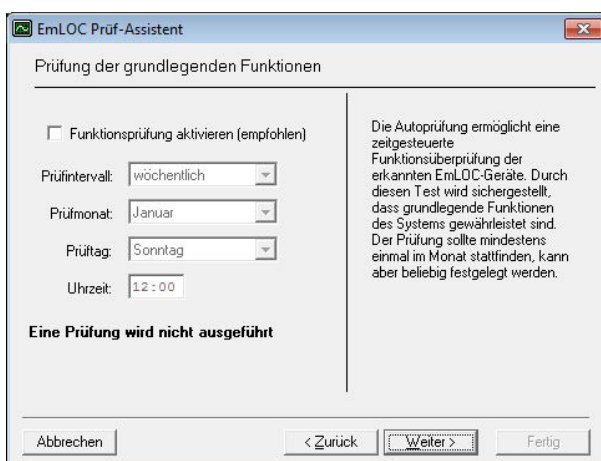 EmLOC Prüf-Assistent
Prüfung der grundlegenden Funktionen
Funktionsprüfung aktivieren (empfohlen)
Prüfintervall: wöchentlich
Prüfmonat: Januar
Prüftag: Sonntag
Uhrzeit: 12:00
Eine Prüfung wird nicht ausgeführt
Die Autoprüfung ermöglicht eine
zeitgesteuerte
Funktionsüberprüfung der
erkannten EmLOC-Geräte. Durch
diesen Test wird sichergestellt,
dass grundlegende Funktionen
des Systems gewährleistet sind.
Der Prüfung sollte mindestens
einmal im Monat stattfinden, kann
aber beliebig festgelegt werden.
Abbrechen < Zurück Weiter > Fertig